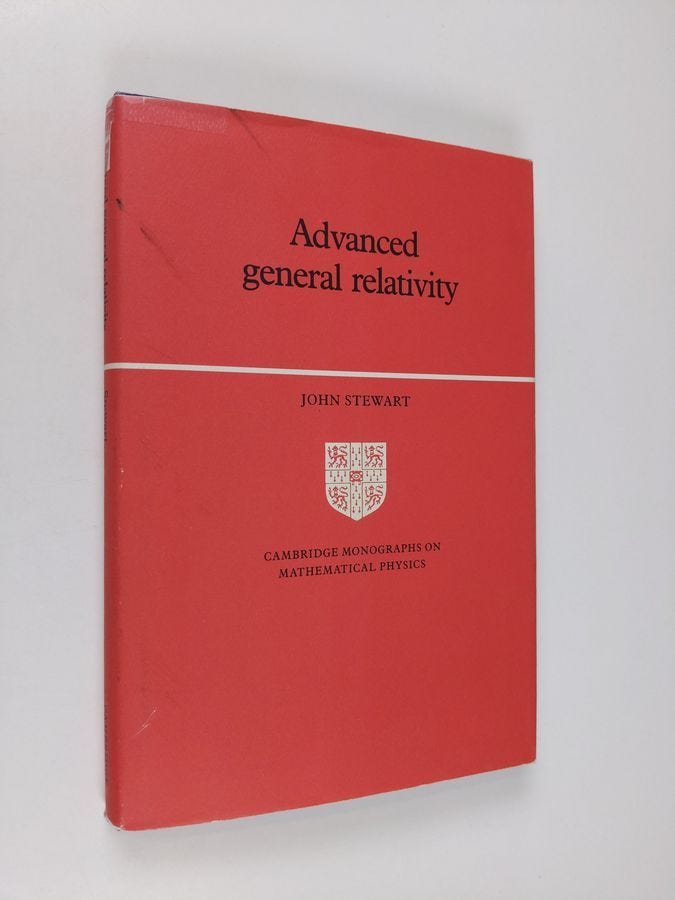 Advanced
general relativity
JOHN STEWART
CAMBRIDGE MONOGRAPHS ON
MATHEMATICAL PHYSICS